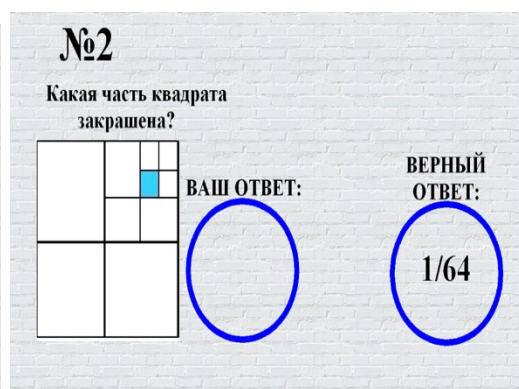 №2
Какая часть квадрата
закрашена?
ВАШ ОТВЕТ:
ВЕРНЫЙ
ОТВЕТ:
1/64